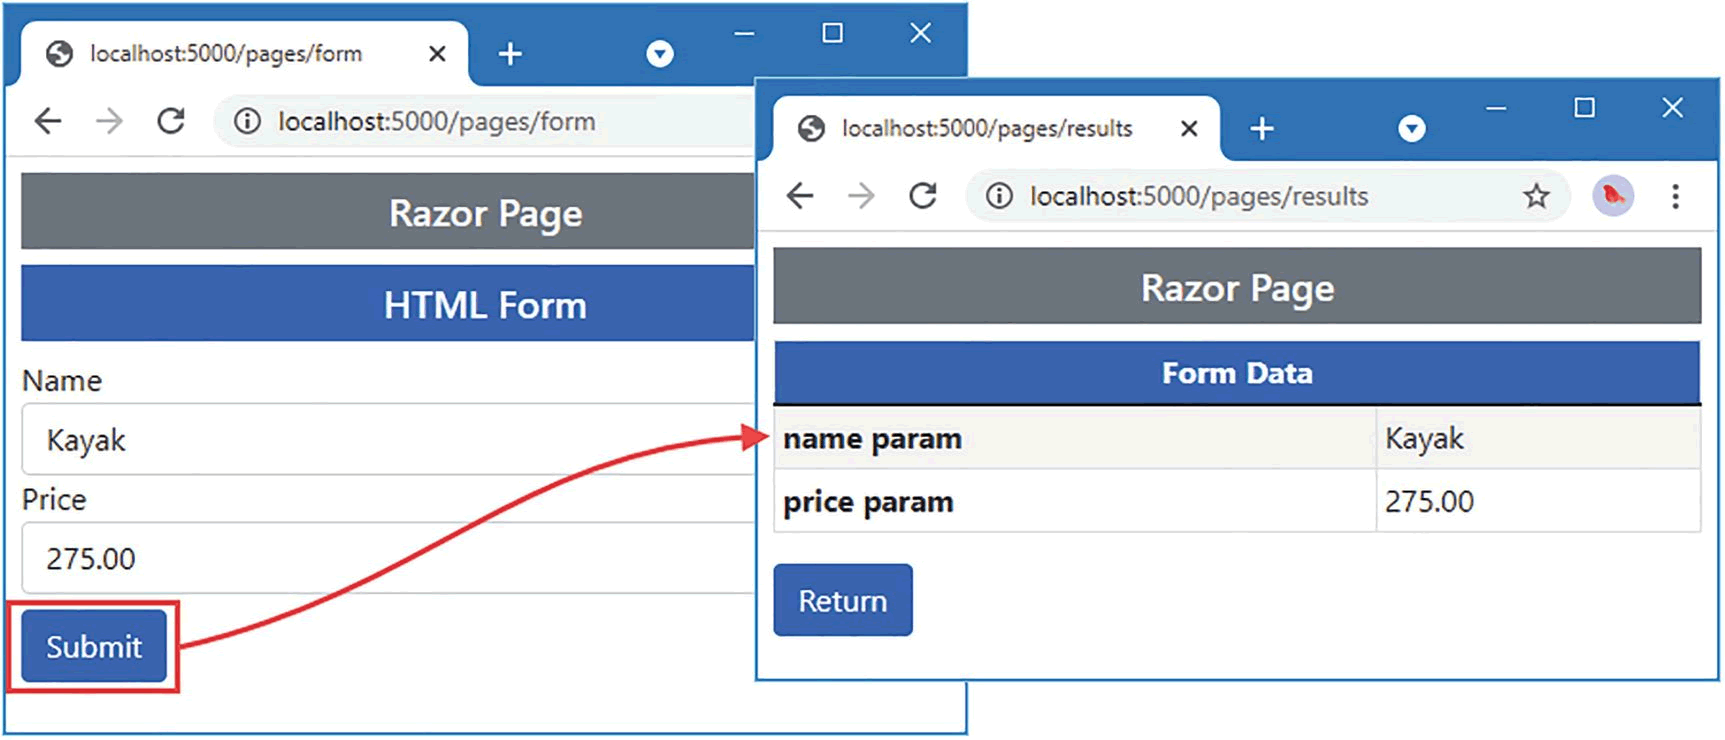 localhost:5000/pages/form
localhost:5000/pages/form
Razor Page
HTML Form
Name
Kayak
Price
275.00
Submit
localhost:5000/pages/results
localhost:5000/pages/results
Razor Page
Form Data
name param Kayak
price param 275.00
Return